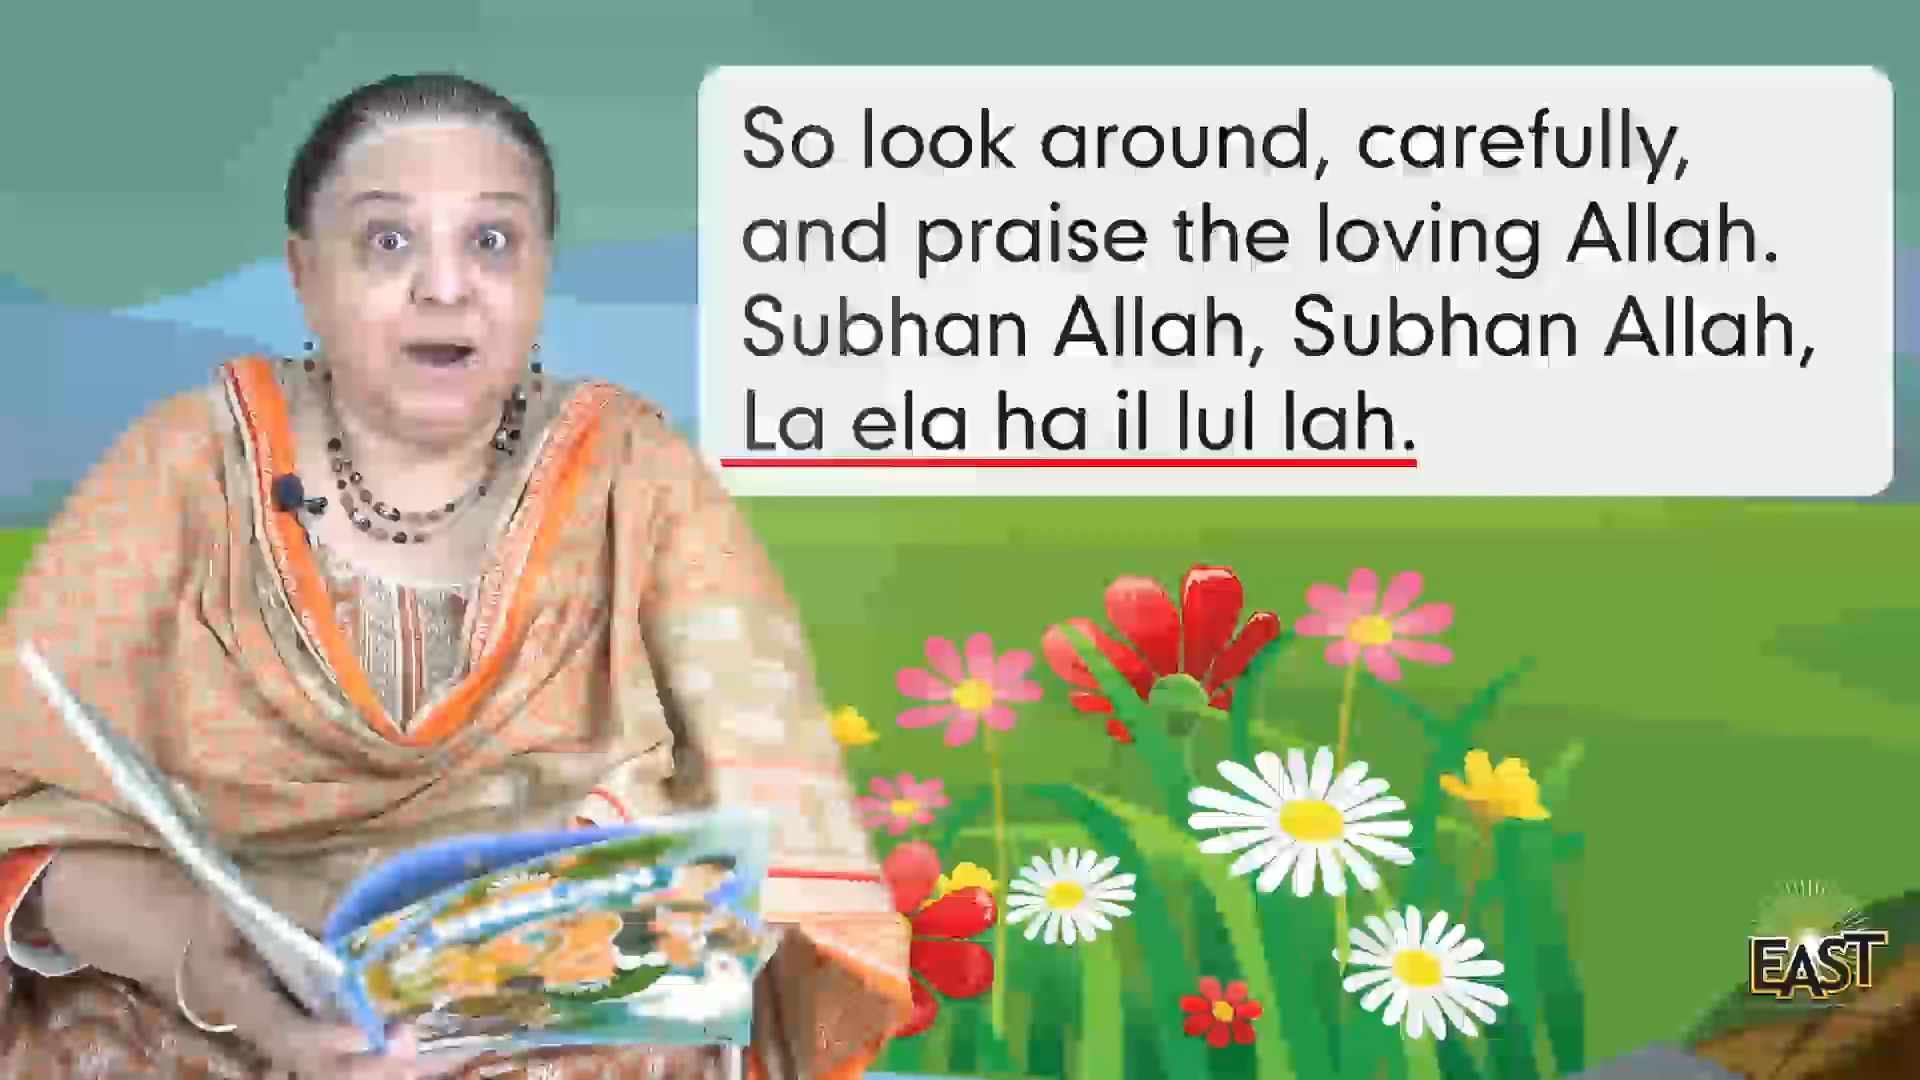 So look around, carefully,
and praise the loving Allah.
Subhan Allah, Subhan Allah,
La ela ha il lul lah.
EAST